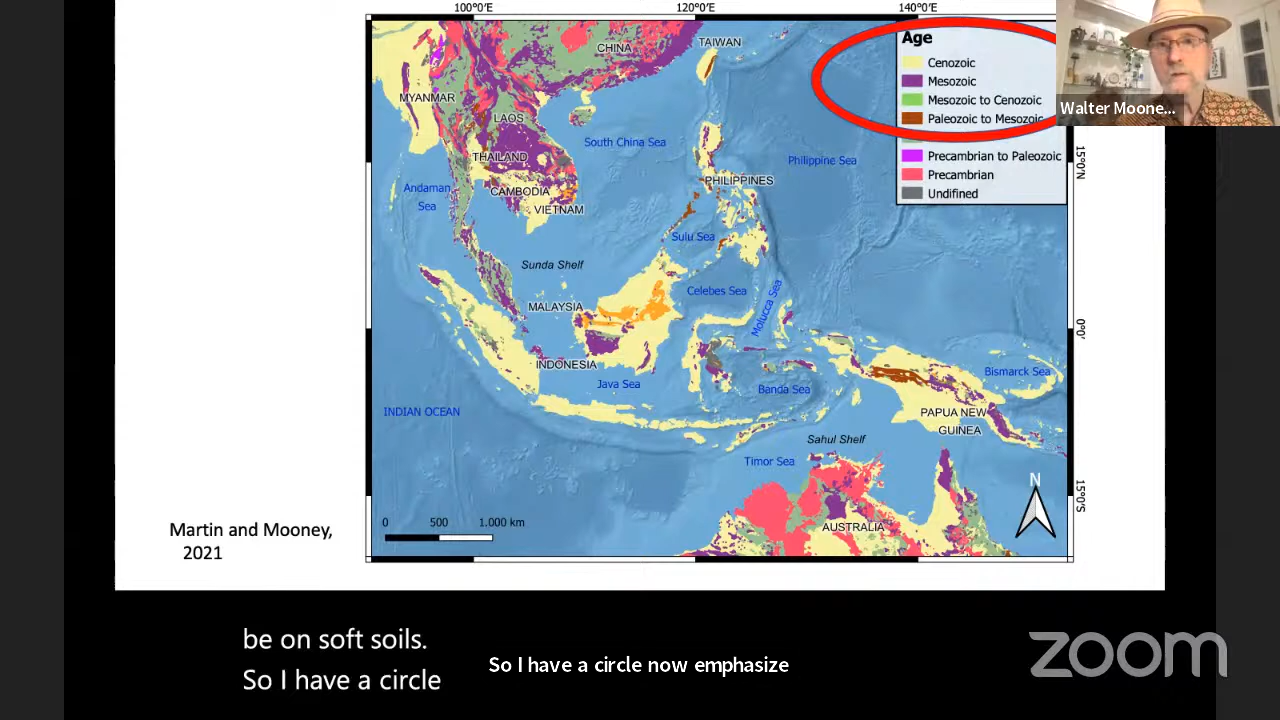 100°0'E
120°0'E
140°0'E
Age
Cenozoic
Mesozoic
Mesozoic to Cenozoic
Paleozoic to Mesozoic
Precambrian to Paleozoic
Precambrian
Undifined
Walter Moone...
CHINA
TAIWAN
MYANMAR
LAOS
South China Sea
Philippine Sea
15°0'N
THAILAND
PHILIPPINES
Andaman
Sea
CAMBODIA
VIETNAM
Sulu Sea
Sunda Shelf
Celebes Sea
Molucca Sea
MALAYSIA
0°0'
INDONESIA
Java Sea
Banda Sea
Bismarck Sea
INDIAN OCEAN
PAPUA NEW
GUINEA
Sahul Shelf
Timor Sea
N
15°0'S
0
500
1.000 km
AUSTRALIA
Martin and Mooney,
2021
be on soft soils.
So I have a circle
So I have a circle now emphasize
zoom